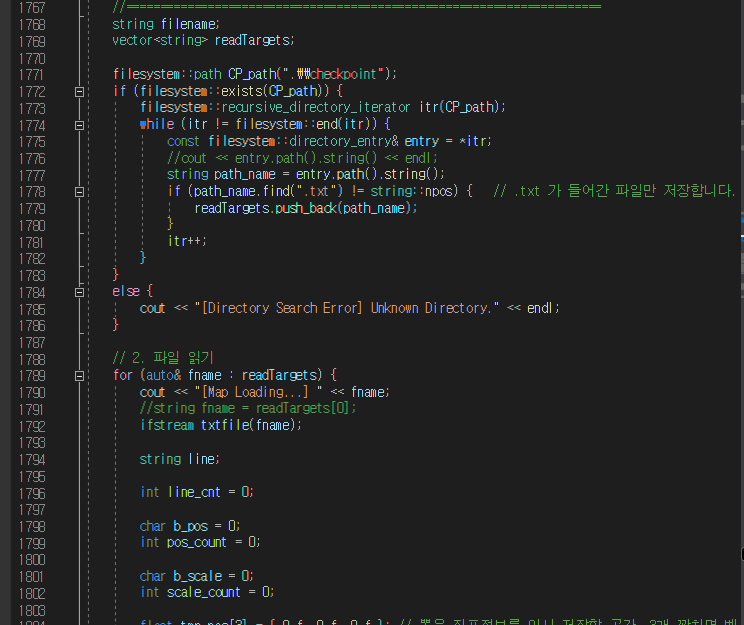 1767 //======================================================================
1768 string filename;
1769 vector<string> readTargets;
1770
1771 filesystem::path CP_path(".₩₩checkpoint");
1772 if (filesystem::exists(CP_path)) {
1773 filesystem::recursive_directory_iterator itr(CP_path);
1774 while (itr != filesystem::end(itr)) {
1775 const filesystem::directory_entry& entry = *itr;
1776 //cout << entry.path().string() << endl;
1777 string path_name = entry.path().string();
1778 if (path_name.find(".txt") != string::npos) { // .txt 가 들어간 파일만 저장합니다.
1779 readTargets.push_back(path_name);
1780 }
1781 itr++;
1782 }
1783 }
1784 else {
1785 cout << "[Directory Search Error] Unknown Directory." << endl;
1786 }
1787
1788 // 2. 파일 읽기
1789 for (auto& fname : readTargets) {
1790 cout << "[Map Loading...] " << fname;
1791 //string fname = readTargets[0];
1792 ifstream txtfile(fname);
1793
1794 string line;
1795
1796 int line_cnt = 0;
1797
1798 char b_pos = 0;
1799 int pos_count = 0;
1800
1801 char b_scale = 0;
1802 int scale_count = 0;
1803